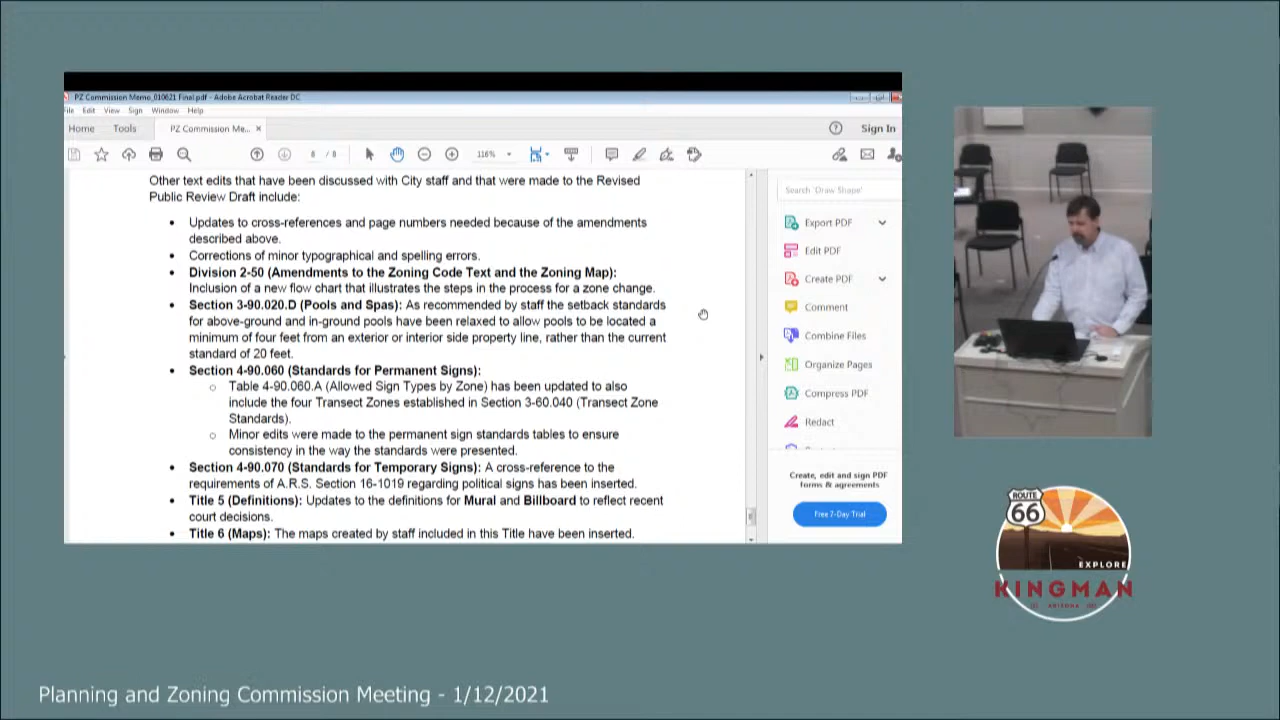 PZ Commission Memo_010621 Final.pdf - Adobe Acrobat Reader DC
File Edit View Sign Window Help
Home Tools PZ Commission Me... × Sign In
6 / 8 116%
Other text edits that have been discussed with City staff and that were made to the Revised
Public Review Draft include:
• Updates to cross-references and page numbers needed because of the amendments
described above.
• Corrections of minor typographical and spelling errors.
• Division 2-50 (Amendments to the Zoning Code Text and the Zoning Map):
Inclusion of a new flow chart that illustrates the steps in the process for a zone change.
• Section 3-90.020.D (Pools and Spas): As recommended by staff the setback standards
for above-ground and in-ground pools have been relaxed to allow pools to be located a
minimum of four feet from an exterior or interior side property line, rather than the current
standard of 20 feet.
• Section 4-90.060 (Standards for Permanent Signs):
o Table 4-90.060.A (Allowed Sign Types by Zone) has been updated to also
include the four Transect Zones established in Section 3-60.040 (Transect Zone
Standards).
o Minor edits were made to the permanent sign standards tables to ensure
consistency in the way the standards were presented.
• Section 4-90.070 (Standards for Temporary Signs): A cross-reference to the
requirements of A.R.S. Section 16-1019 regarding political signs has been inserted.
• Title 5 (Definitions): Updates to the definitions for Mural and Billboard to reflect recent
court decisions.
• Title 6 (Maps): The maps created by staff included in this Title have been inserted.
Search 'Draw Shape'
Export PDF
Edit PDF
Create PDF
Comment
Combine Files
Organize Pages
Compress PDF
Redact
Create, edit and sign PDF
forms & agreements
Free 7-Day Trial
ROUTE
66
EXPLORE
KINGMAN
ARIZONA
Planning and Zoning Commission Meeting - 1/12/2021